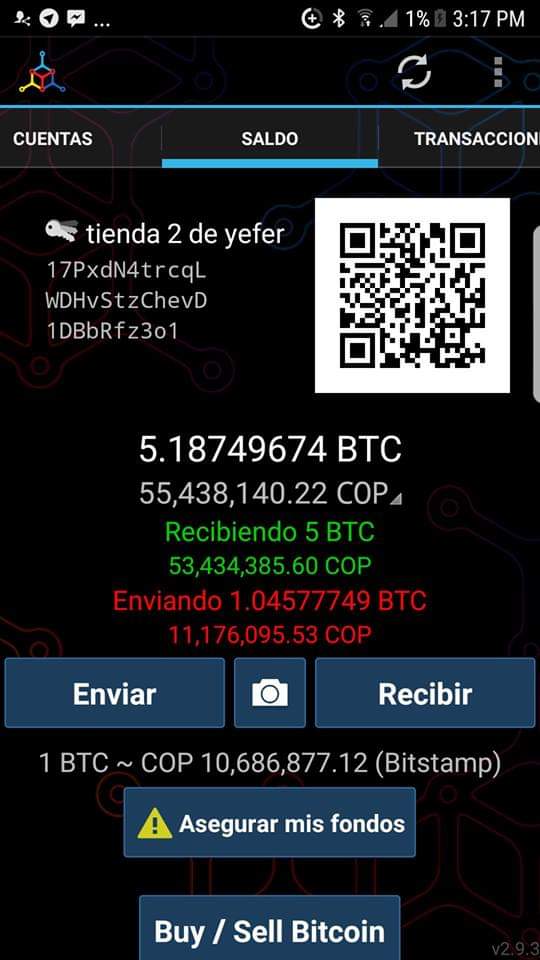 ... 1% 3:17 PM
CUENTAS SALDO TRANSACCION
tienda 2 de yefer
17PxdN4trcqL
WDHvStzChevD
1DBbRfz3o1
5.18749674 BTC
55,438,140.22 COP
Recibiendo 5 BTC
53,434,385.60 COP
Enviando 1.04577749 BTC
11,176,095.53 COP
Enviar Recibir
1 BTC ~ COP 10,686,877.12 (Bitstamp)
Asegurar mis fondos
Buy / Sell Bitcoin
v2.9.3